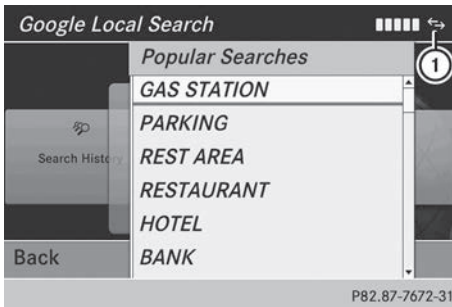 Google Local Search
Popular Searches
1
GAS STATION
PARKING
Search History
REST AREA
RESTAURANT
HOTEL
Back
BANK
P82.87-7672-31